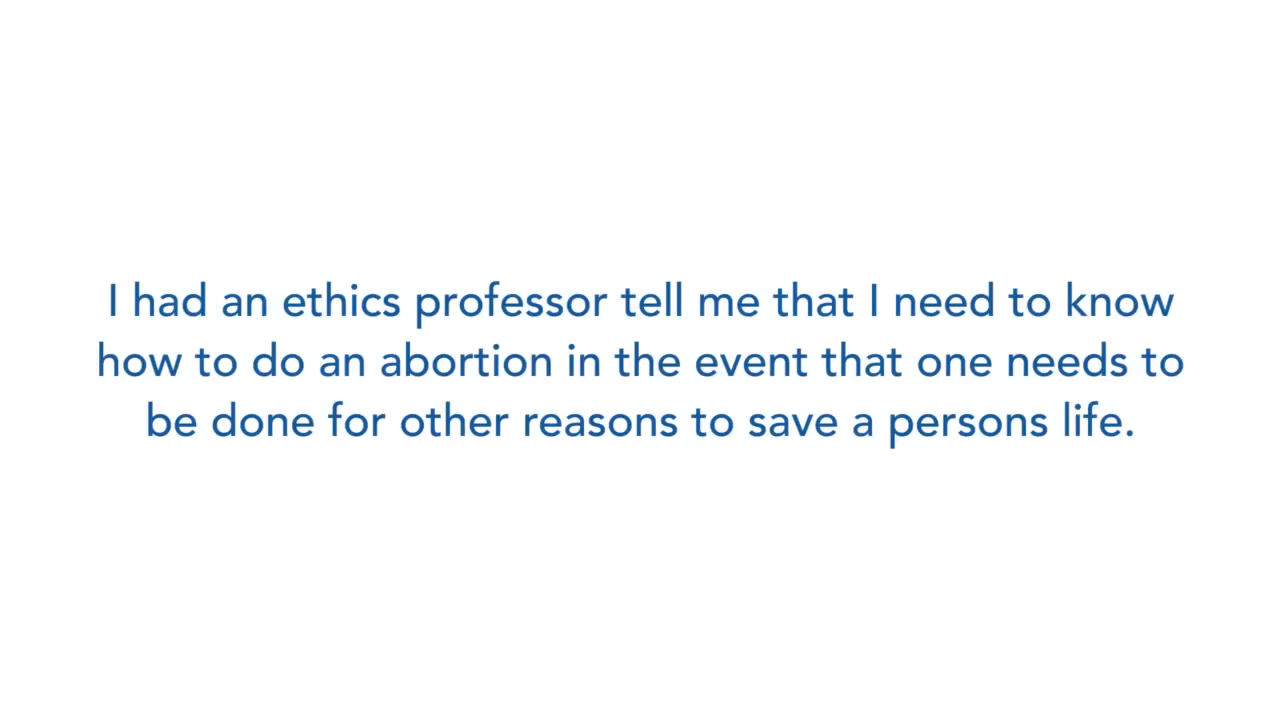 I had an ethics professor tell me that I need to know
how to do an abortion in the event that one needs to
be done for other reasons to save a persons life.